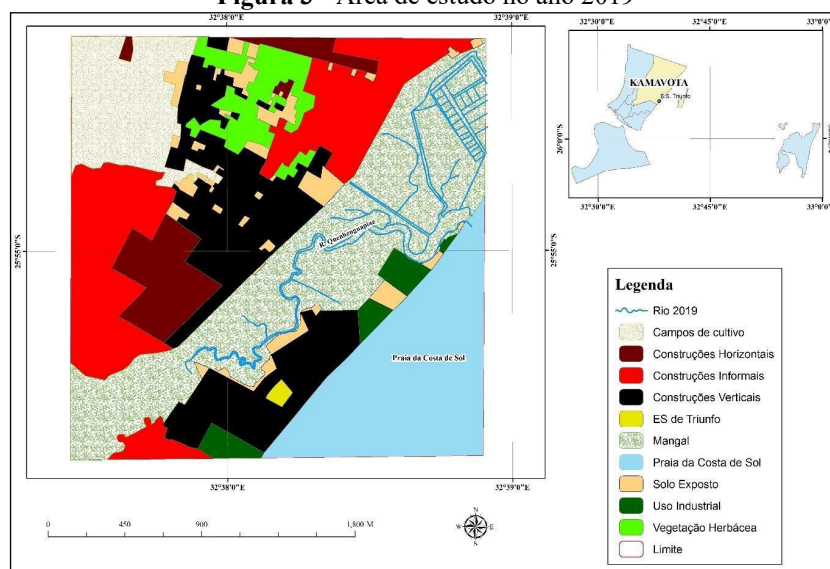 Figura 3 - Área de estudo no ano 2019
32°38'0"E
32°39'0"E
25°55'0"S
25°55'0"S
R. Quenhenguapiae
Praia da Costa de Sol
32°38'0"E
32°39'0"E
0 450 900 1,800 M
N
W E
S
32°30'0"E
32°45'0"E
33°0'0"E
KAMAVOTA
E.S. Triunfo
26°0'0"S
32°30'0"E
32°45'0"E
33°0'0"E
Legenda
Rio 2019
Campos de cultivo
Construções Horizontais
Construções Informais
Construções Verticais
ES de Triunfo
Mangal
Praia da Costa de Sol
Solo Exposto
Uso Industrial
Vegetação Herbácea
Limite